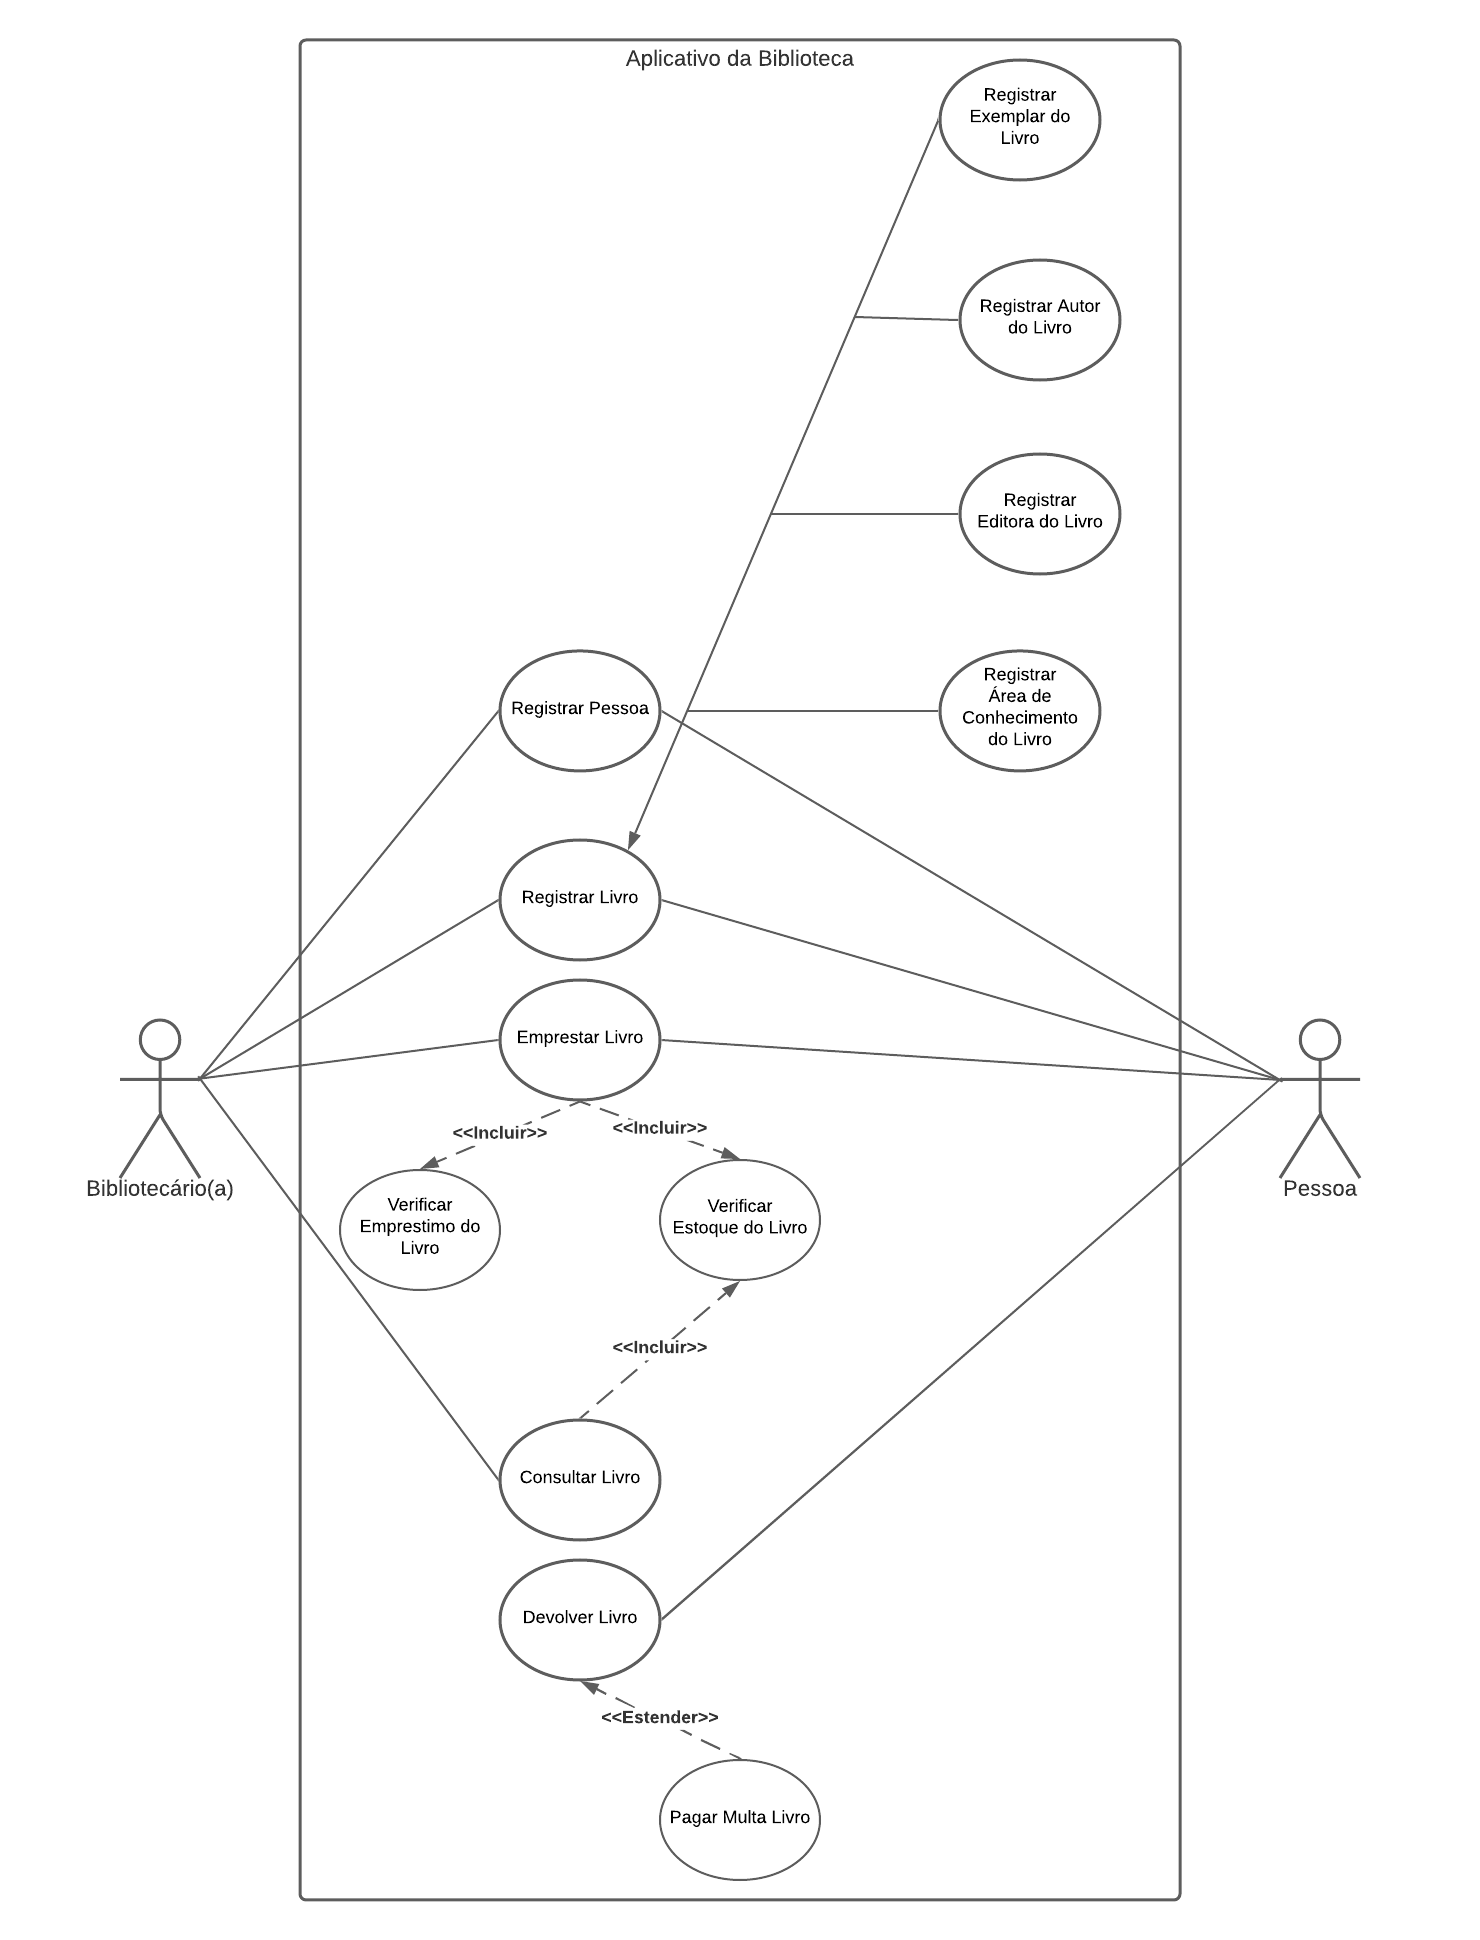 Aplicativo da Biblioteca
Registrar
Exemplar do
Livro
Registrar Autor
do Livro
Registrar
Editora do Livro
Registrar
Área de
Conhecimento
do Livro
Registrar Pessoa
Registrar Livro
Emprestar Livro
<<Incluir>>
<<Incluir>>
Bibliotecário(a)
Pessoa
Verificar
Emprestimo do
Livro
Verificar
Estoque do Livro
<<Incluir>>
Consultar Livro
Devolver Livro
<<Estender>>
Pagar Multa Livro